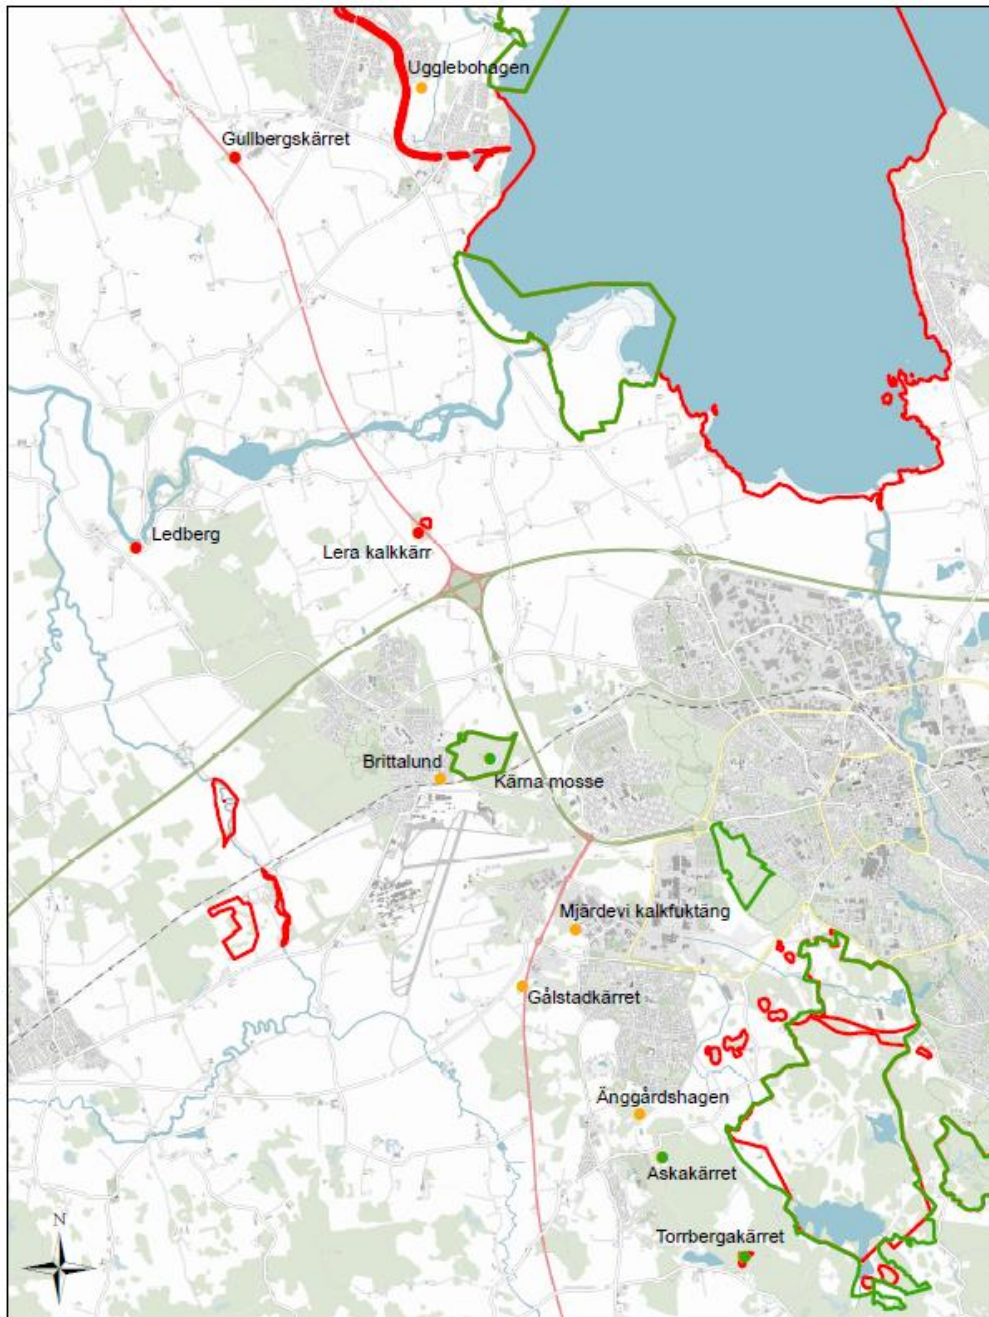 Ugglebohagen
Gullbergskärret
Ledberg
Lera kalkkärr
Brittalund
Kärna mosse
Mjärdevi kalkfuktäng
Gålstadkärret
Änggårdshagen
Askakärret
Torrbergakärret
N